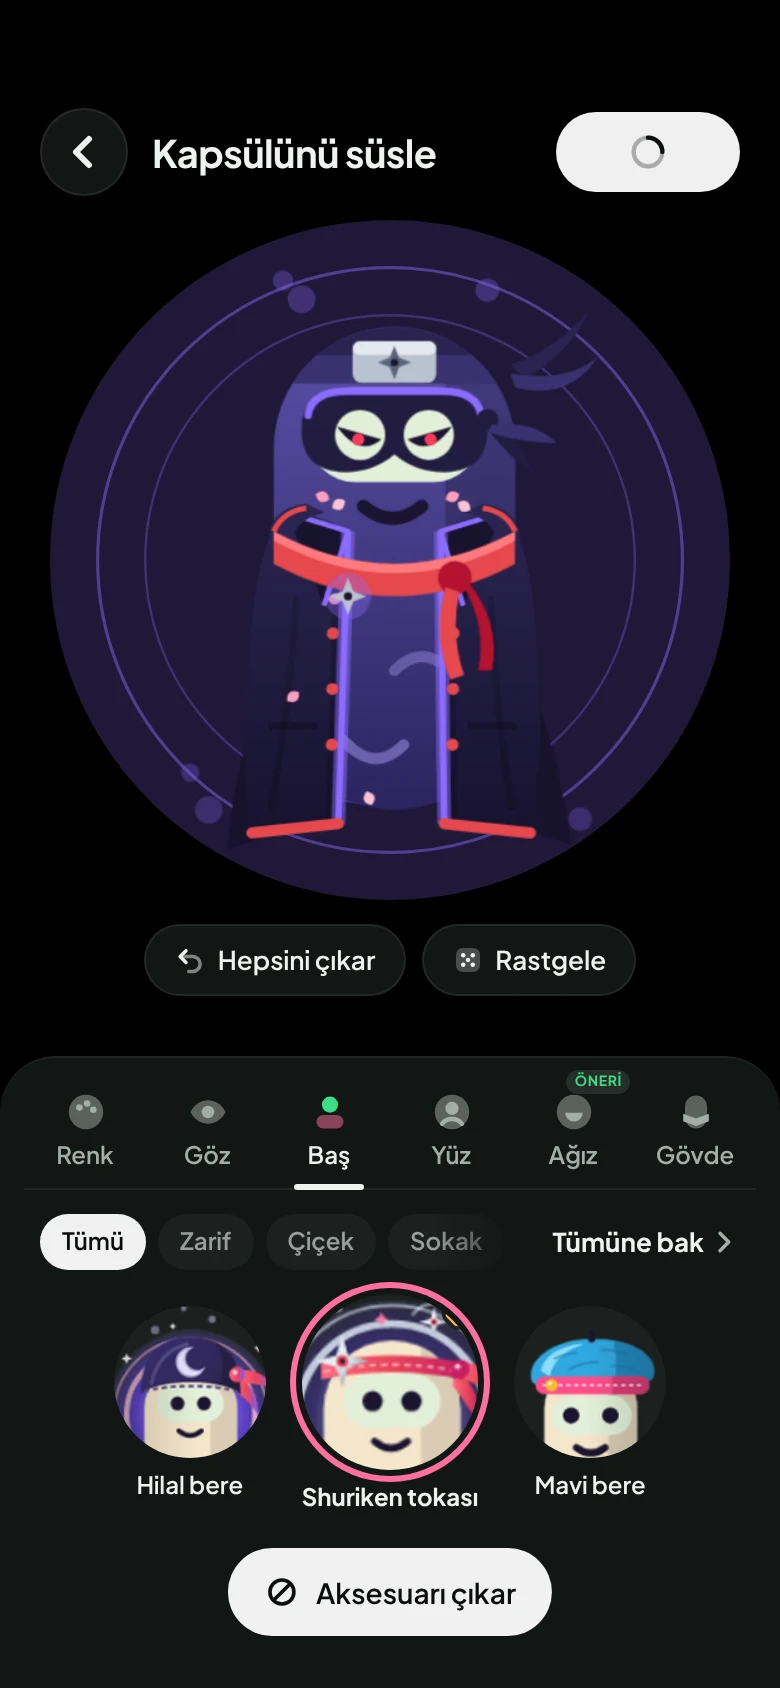 Kapsülünü süsle
Hepsini çıkar
Rastgele
ÖNERİ
Renk
Göz
Baş
Yüz
Ağız
Gövde
Tümü
Zarif
Çiçek
Sokak
Tümüne bak
Hilal bere
Shuriken tokası
Mavi bere
Aksesuarı çıkar